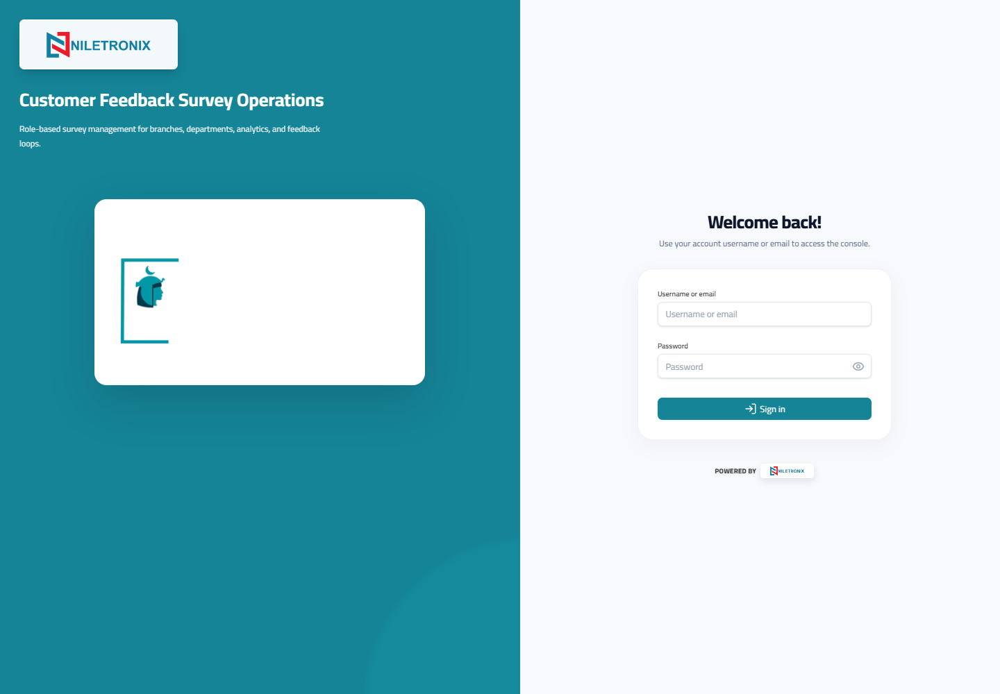 NILETRONIX
Customer Feedback Survey Operations
Role-based survey management for branches, departments, analytics, and feedback
loops.
Welcome back!
Use your account username or email to access the console.
Username or email
Username or email
Password
Password
Sign in
POWERED BY NILETRONIX